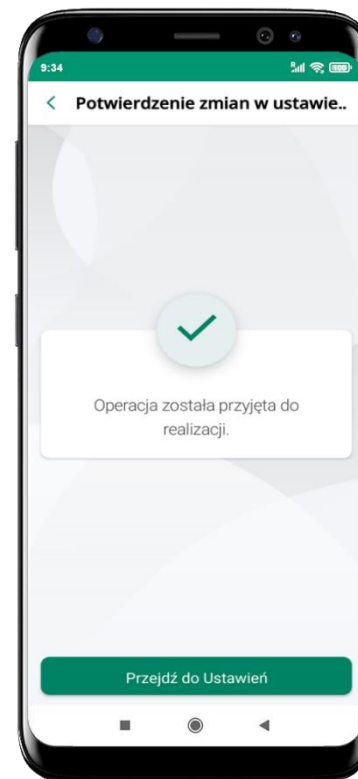 9:34
Potwierdzenie zmian w ustawie..
Operacja została przyjęta do
realizacji.
Przejdź do Ustawień